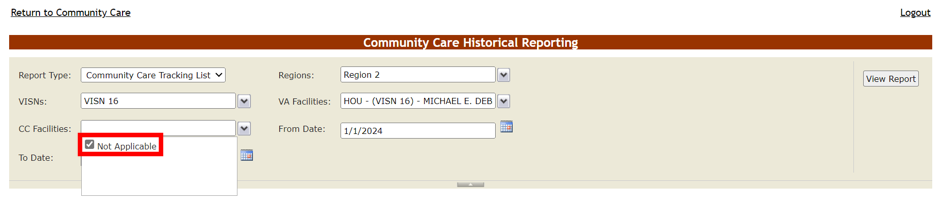 Return to Community Care Logout
Community Care Historical Reporting
Report Type: Community Care Tracking List Regions: Region 2 View Report
VISNs: VISN 16 VA Facilities: HOU - (VISN 16) - MICHAEL E. DEB
CC Facilities: From Date: 1/1/2024
Not Applicable
To Date: